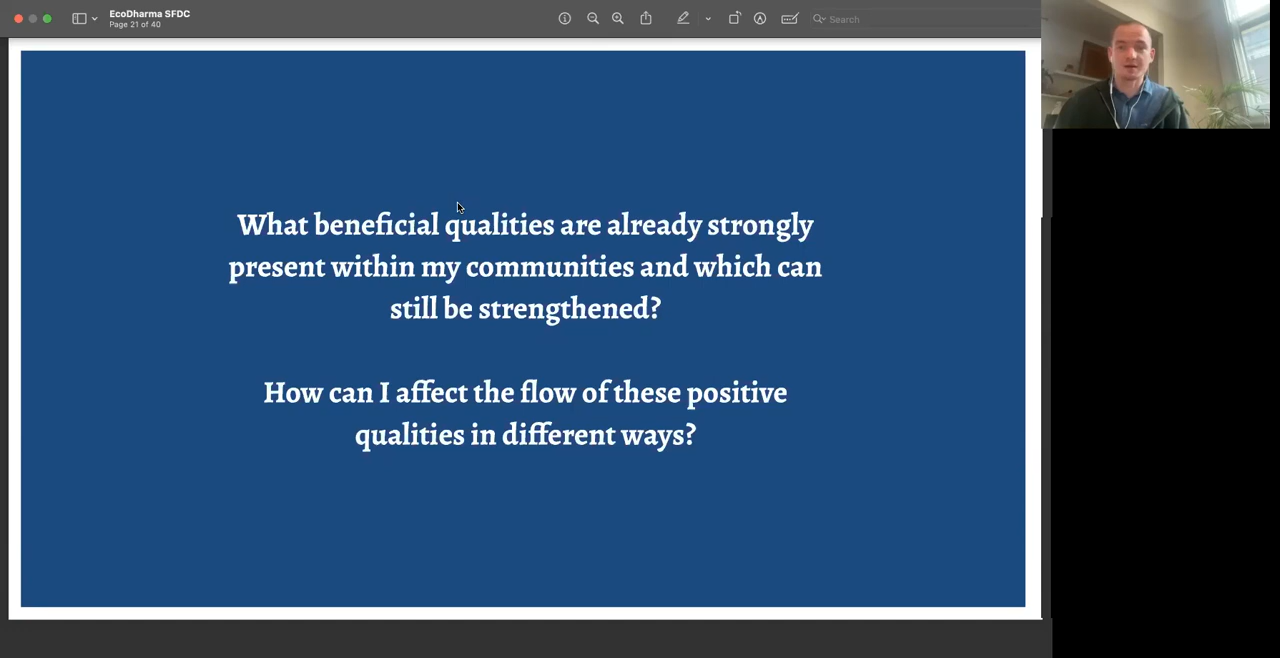 EcoDharma SFDC
Page 21 of 40
Search
What beneficial qualities are already strongly
present within my communities and which can
still be strengthened?
How can I affect the flow of these positive
qualities in different ways?